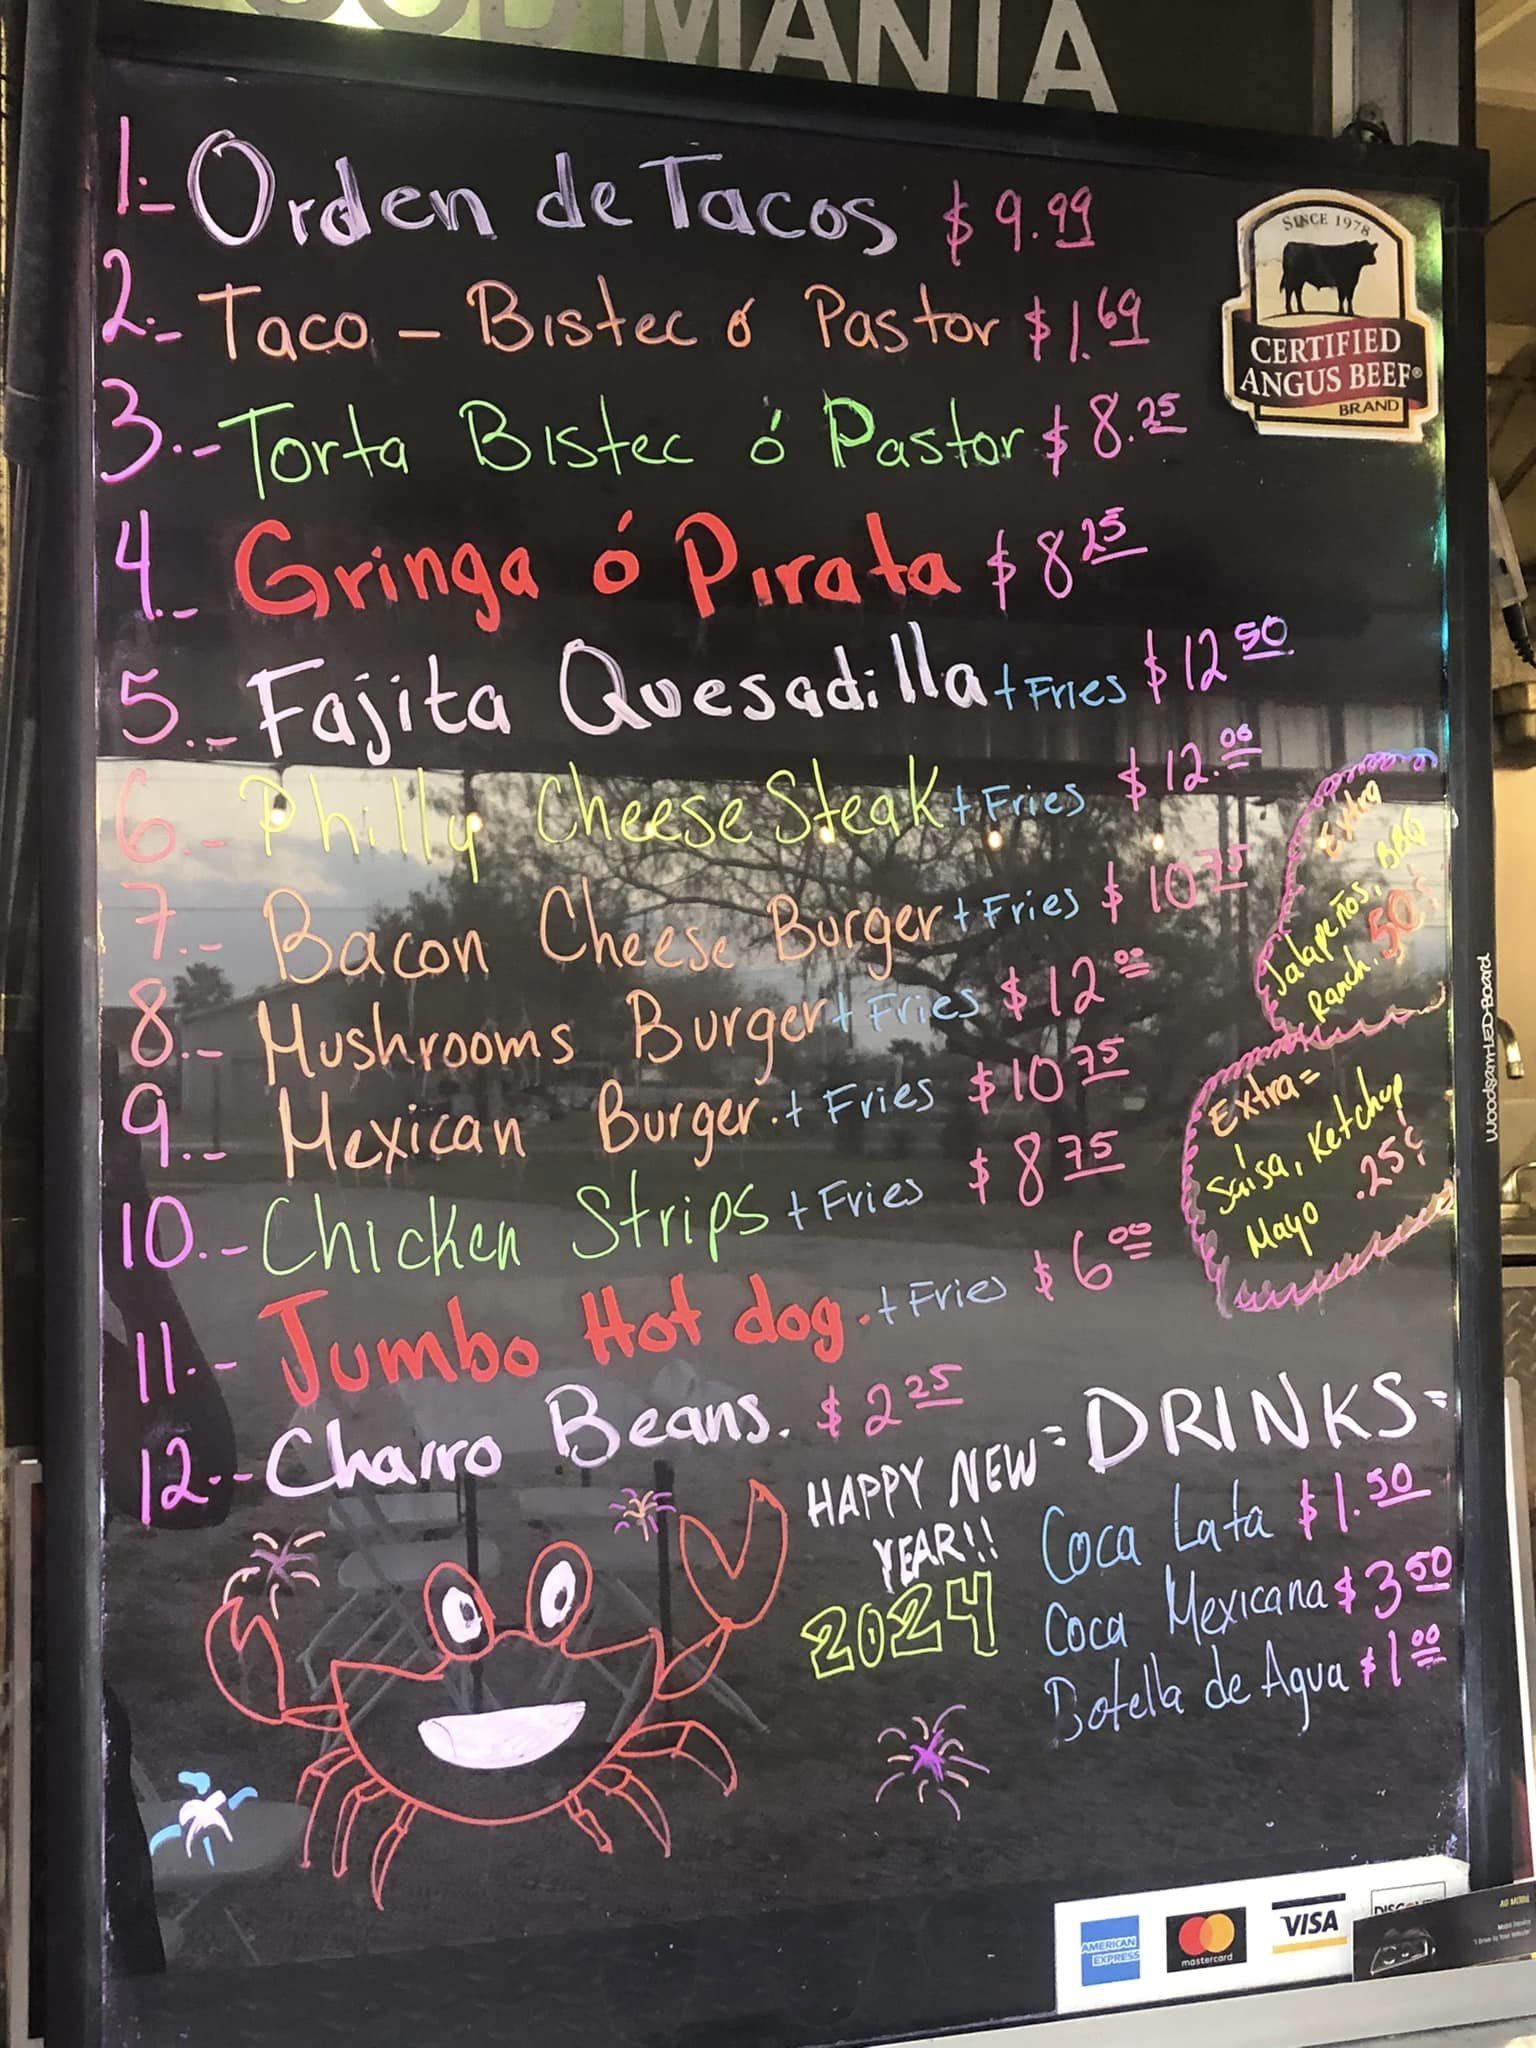 MANIA
1.- Orden de Tacos $9.99
2.- Taco - Bistec ó Pastor $1.69
3.- Torta Bistec ó Pastor $8.25
4.- Gringa ó Pirata $8 25
5.- Fajita Quesadilla + Fries $12 50
6.- Philly Cheese Steak + Fries $12.00
7.- Bacon Cheese Burger + Fries $10 75
8.- Mushrooms Burger + Fries $12 00
9.- Mexican Burger. + Fries $10 75
10.- Chicken Strips + Fries $8 75
11.- Jumbo Hot dog. + Fries $6 00
12.- Charro Beans. $2 25
SINCE 1978
CERTIFIED
ANGUS BEEF®
BRAND
Extra
Jalapeños, BBQ
Ranch. 50¢
Extra =
Salsa, Ketchup
Mayo .25¢
WoodsamLEDBoard
HAPPY NEW
YEAR!!
2024
= DRINKS =
Coca Lata $1.50
Coca Mexicana $3 50
Botella de Agua $1 00
AMERICAN
EXPRESS
mastercard
VISA